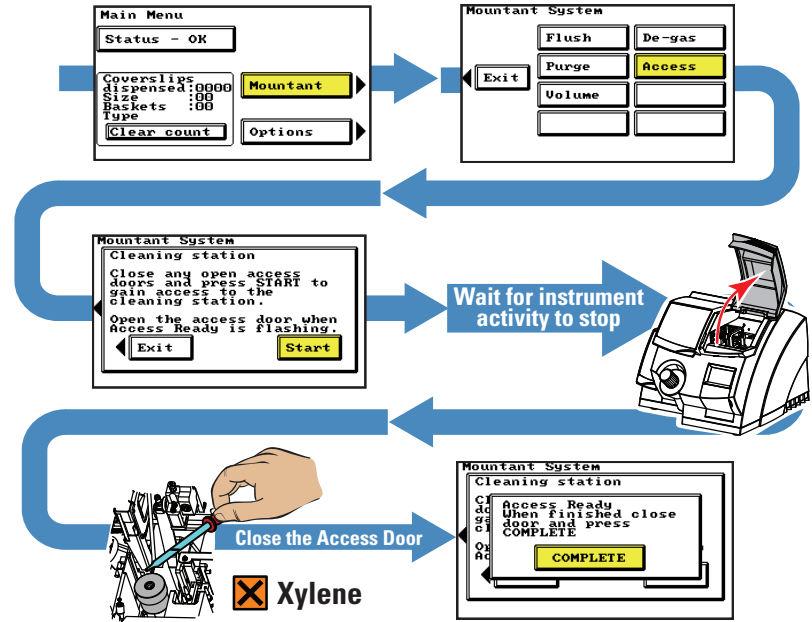 Main Menu
Status - OK
Coverslips
dispensed:0000
Size :00
Baskets :00
Type
Clear count
Mountant
Options
Mountant System
Flush
De-gas
Exit
Purge
Access
Volume
Mountant System
Cleaning station
Close any open access
doors and press START to
gain access to the
cleaning station.
Open the access door when
Access Ready is flashing.
Exit
Start
Wait for instrument
activity to stop
Close the Access Door
Xylene
Mountant System
Cleaning station
Access Ready
When finished close
door and press
COMPLETE
COMPLETE